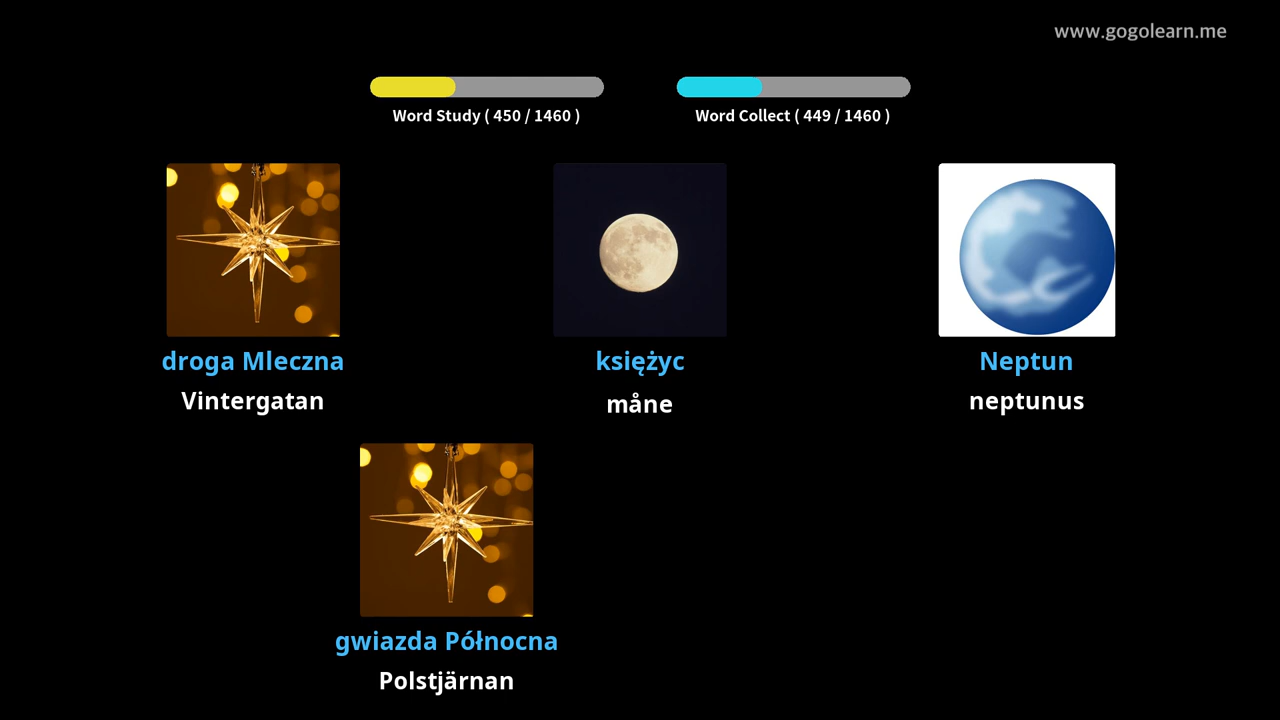 www.gogolearn.me
Word Study ( 450 / 1460 )
Word Collect ( 449 / 1460 )
droga Mleczna
Vintergatan
księżyc
måne
Neptun
neptunus
gwiazda Północna
Polstjärnan